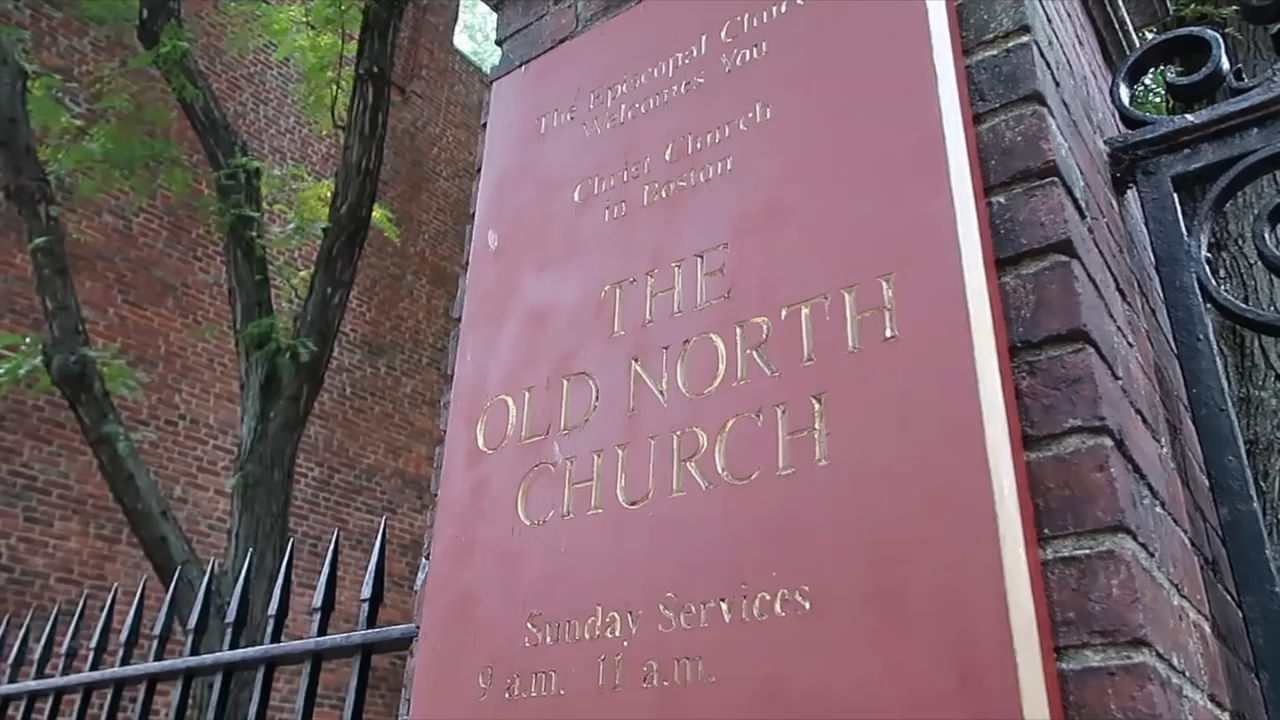 The Episcopal Church
Welcomes You
Christ Church
in Boston
THE
OLD NORTH
CHURCH
Sunday Services
9 a.m. 11 a.m.